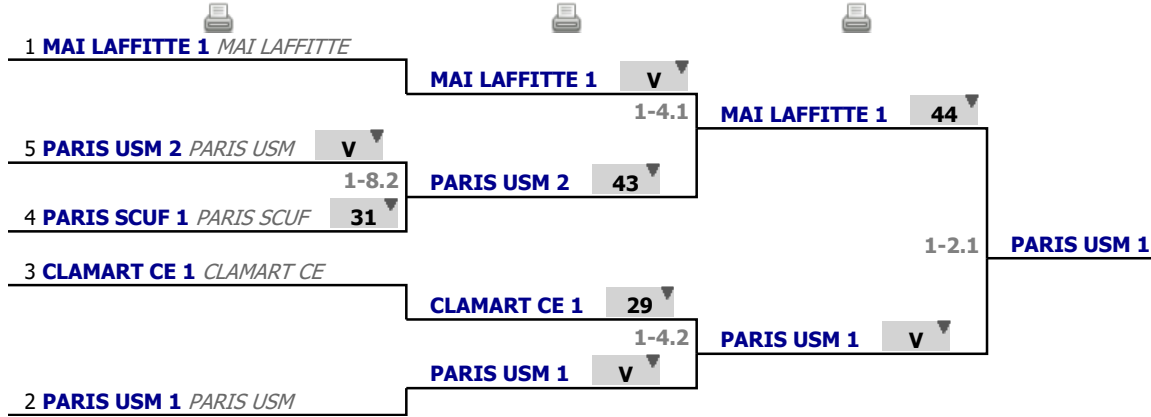 1 MAI LAFFITTE 1 MAI LAFFITTE
MAI LAFFITTE 1 V
1-4.1
MAI LAFFITTE 1 44
5 PARIS USM 2 PARIS USM V
1-8.2
PARIS USM 2 43
4 PARIS SCUF 1 PARIS SCUF 31
1-2.1
PARIS USM 1
3 CLAMART CE 1 CLAMART CE
CLAMART CE 1 29
1-4.2
PARIS USM 1 V
PARIS USM 1 V
2 PARIS USM 1 PARIS USM